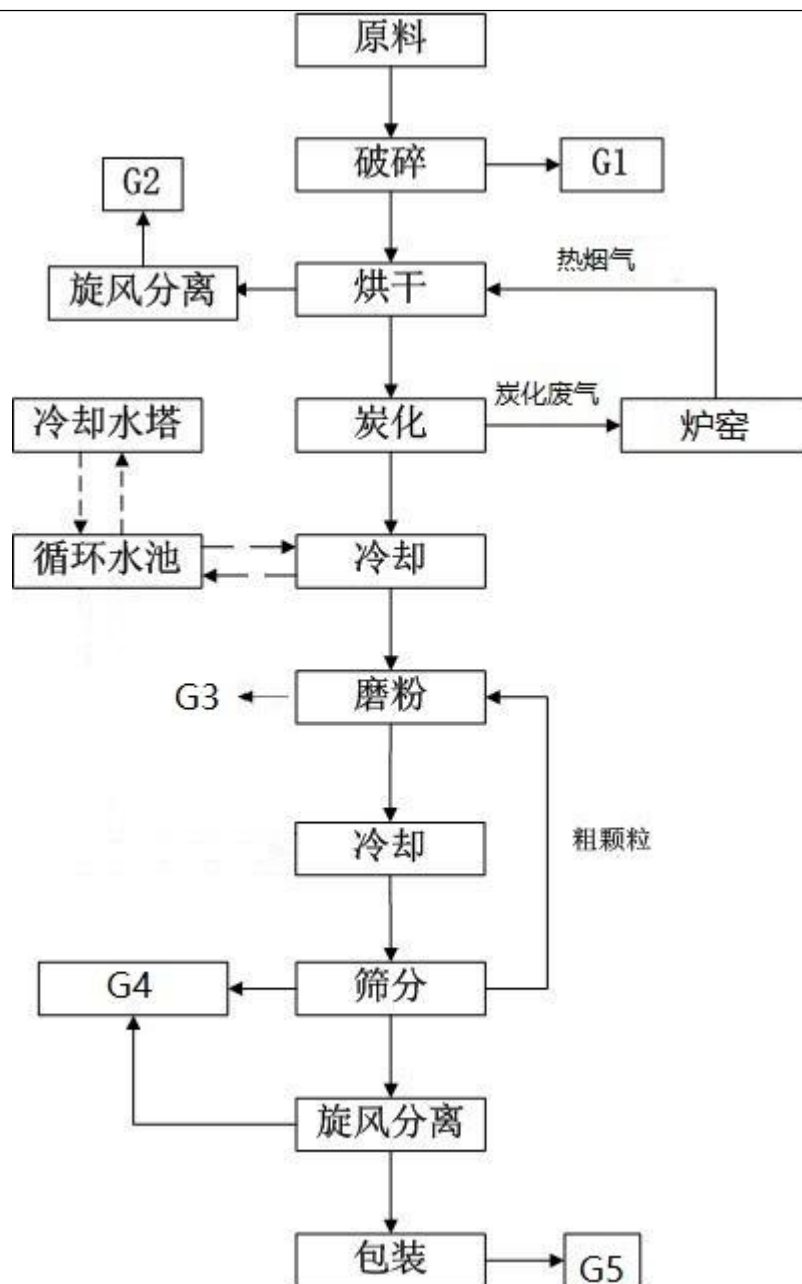 原料
破碎
G1
G2
热烟气
旋风分离
烘干
炭化废气
冷却水塔
炭化
炉窑
循环水池
冷却
G3
磨粉
冷却
粗颗粒
G4
筛分
旋风分离
包装
G5